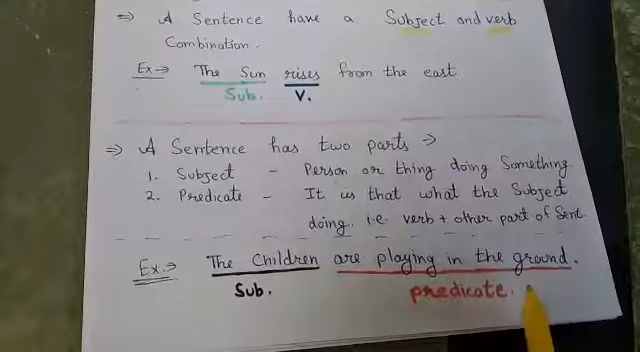 ⇒ A Sentence have a Subject and verb
Combination.
Ex→ The Sun rises from the east
Sub. V.
⇒ A Sentence has two parts →
1. Subject - Person or thing doing Something
2. Predicate - It is that what the Subject
doing. i.e. verb + other part of Sent.
Ex.→ The Children are playing in the ground.
Sub. predicate.